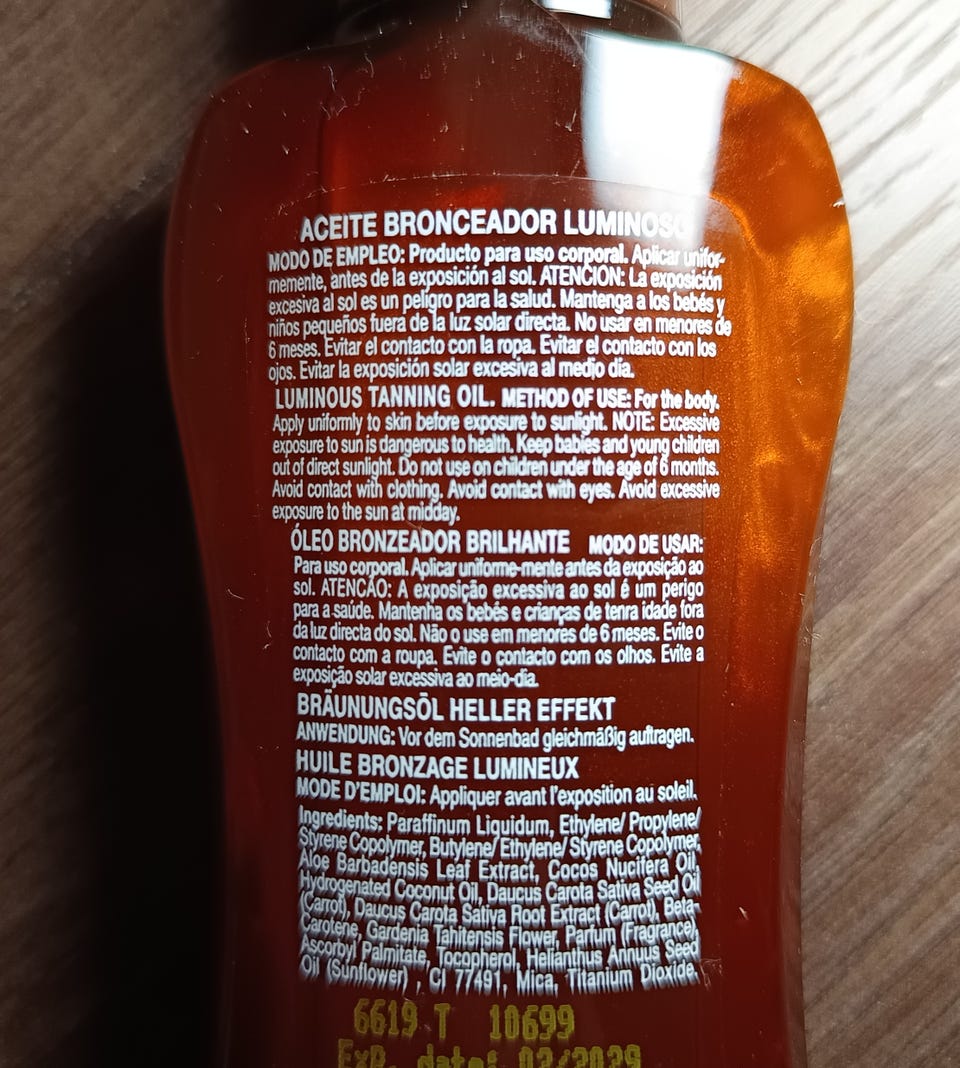 ACEITE BRONCEADOR LUMINOSO
MODO DE EMPLEO: Producto para uso corporal. Aplicar unifor-
memente, antes de la exposición al sol. ATENCION: La exposición
excesiva al sol es un peligro para la salud. Mantenga a los bebés y
niños pequeños fuera de la luz solar directa. No usar en menores de
6 meses. Evitar el contacto con la ropa. Evitar el contacto con los
ojos. Evitar la exposición solar excesiva al medio dia.
LUMINOUS TANNING OIL. METHOD OF USE: For the body.
Apply uniformly to skin before exposure to sunlight. NOTE: Excessive
exposure to sun is dangerous to health. Keep babies and young children
out of direct sunlight. Do not use on children under the age of 6 months.
Avoid contact with clothing. Avoid contact with eyes. Avoid excessive
exposure to the sun at midday.
ÓLEO BRONZEADOR BRILHANTE MODO DE USAR:
Para uso corporal. Aplicar uniforme-mente antes da exposição ao
sol. ATENCÃO: A exposição excessiva ao sol é um perigo
para a saúde. Mantenha os bebés e crianças de tenra idade fora
da luz directa do sol. Não o use em menores de 6 meses. Evite o
contacto com a roupa. Evite o contacto com os olhos. Evite a
exposição solar excessiva ao meio-dia.
BRÄUNUNGSÖL HELLER EFFEKT
ANWENDUNG: Vor dem Sonnenbad gleichmäßig auftragen.
HUILE BRONZAGE LUMINEUX
MODE D'EMPLOI: Appliquer avant l'exposition au soleil.
Ingredients: Paraffinum Liquidum, Ethylene/ Propylene/
Styrene Copolymer, Butylene/ Ethylene/ Styrene Copolymer,
Aloe Barbadensis Leaf Extract, Cocos Nucifera Oil,
Hydrogenated Coconut Oil, Daucus Carota Sativa Seed Oil
(Carrot), Daucus Carota Sativa Root Extract (Carrot), Beta-
Carotene, Gardenia Tahitensis Flower, Parfum (Fragrance),
Ascorbyl Palmitate, Tocopherol, Helianthus Annuus Seed
Oil (Sunflower) , CI 77491, Mica, Titanium Dioxide.
6619 T 10699
Exp. date: 02/2029